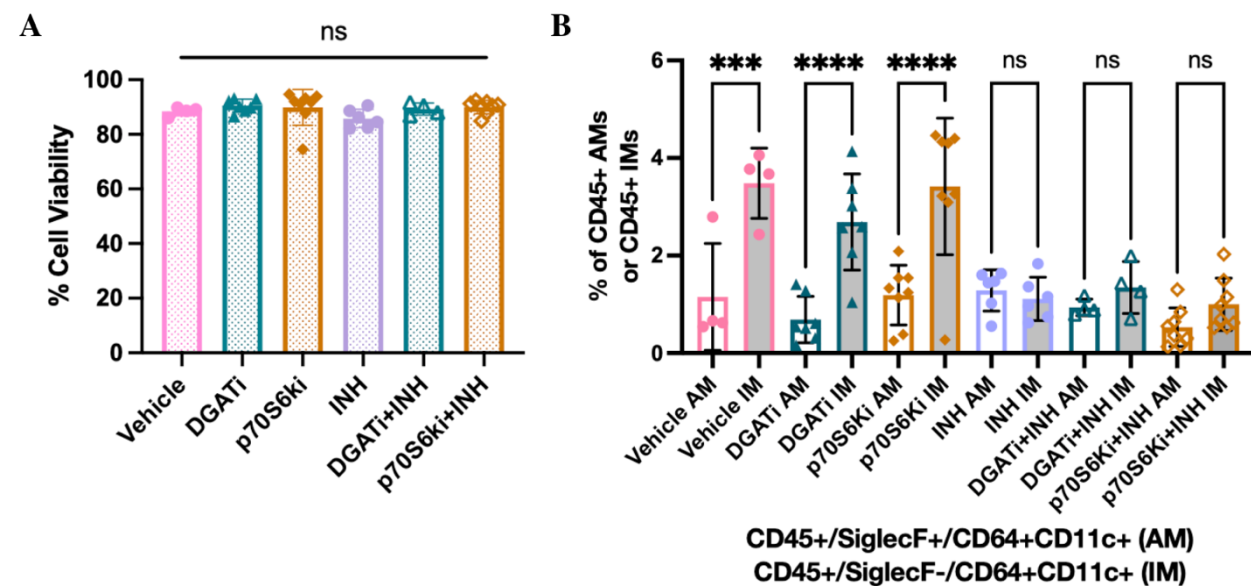 A
ns
% Cell Viability
100
80
60
40
20
0
Vehicle
DGATi
p70S6ki
INH
DGATi+INH
p70S6ki+INH
B
*** **** **** ns ns ns
% of CD45+ AMs
or CD45+ IMs
6
4
2
0
Vehicle AM
Vehicle IM
DGATi AM
DGATi IM
p70S6Ki AM
p70S6Ki IM
INH AM
INH IM
DGATi+INH AM
DGATi+INH IM
p70S6Ki+INH AM
p70S6Ki+INH IM
CD45+/SiglecF+/CD64+CD11c+ (AM)
CD45+/SiglecF-/CD64+CD11c+ (IM)